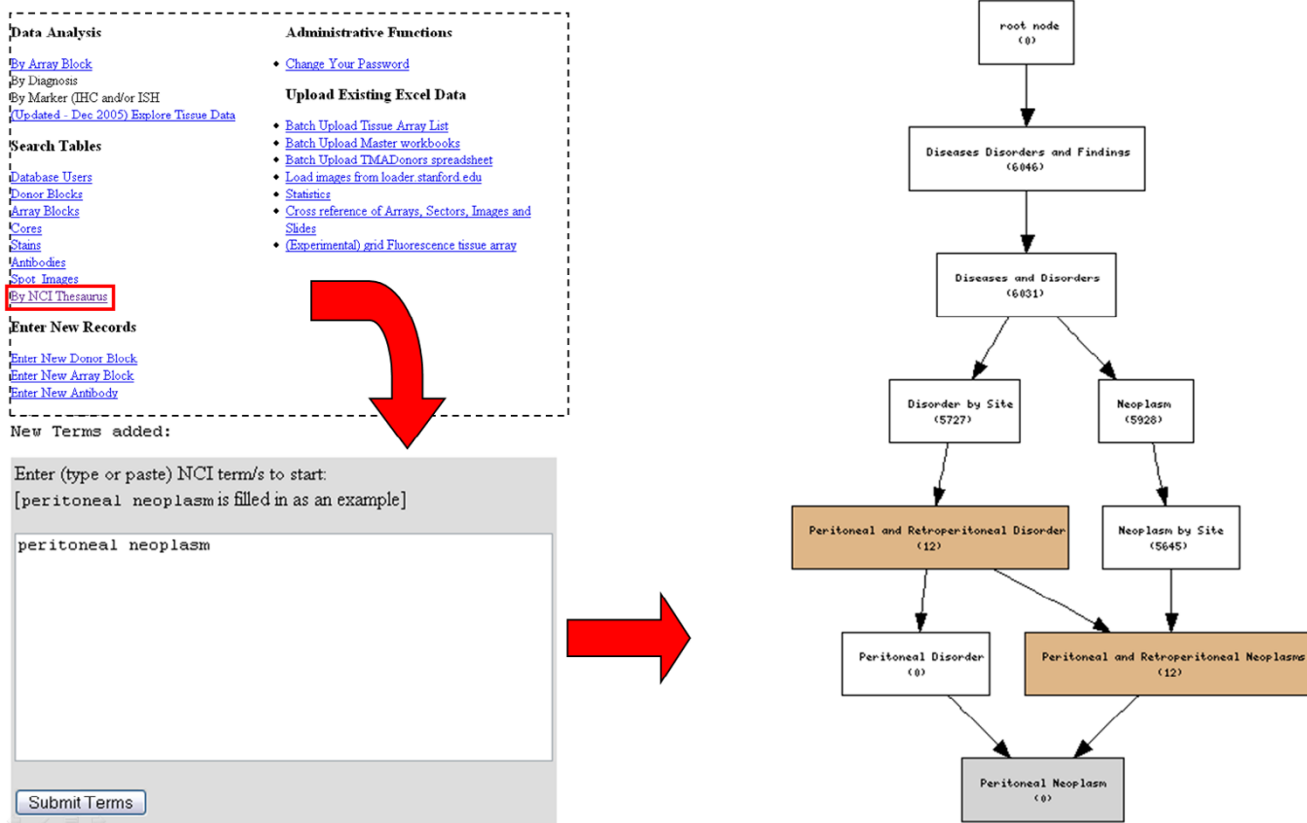 Data Analysis
By Array Block
By Diagnosis
By Marker (IHC and/or ISH
(Updated - Dec 2005) Explore Tissue Data
Search Tables
Database Users
Donor Blocks
Array Blocks
Cores
Stains
Antibodies
Spot_Images
By NCI Thesaurus
Enter New Records
Enter New Donor Block
Enter New Array Block
Enter New Antibody
Administrative Functions
Change Your Password
Upload Existing Excel Data
Batch Upload Tissue Array List
Batch Upload Master workbooks
Batch Upload TMADonors spreadsheet
Load images from loader.stanford.edu
Statistics
Cross reference of Arrays, Sectors, Images and
Slides
(Experimental) grid Fluorescence tissue array
New Terms added:
Enter (type or paste) NCI term/s to start:
[peritoneal neoplasm is filled in as an example]
peritoneal neoplasm
Submit Terms
root node
(0)
Diseases Disorders and Findings
(6046)
Diseases and Disorders
(6031)
Disorder by Site
(5727)
Neoplasm
(5928)
Peritoneal and Retroperitoneal Disorder
(12)
Neoplasm by Site
(5645)
Peritoneal Disorder
(0)
Peritoneal and Retroperitoneal Neoplasms
(12)
Peritoneal Neoplasm
(0)